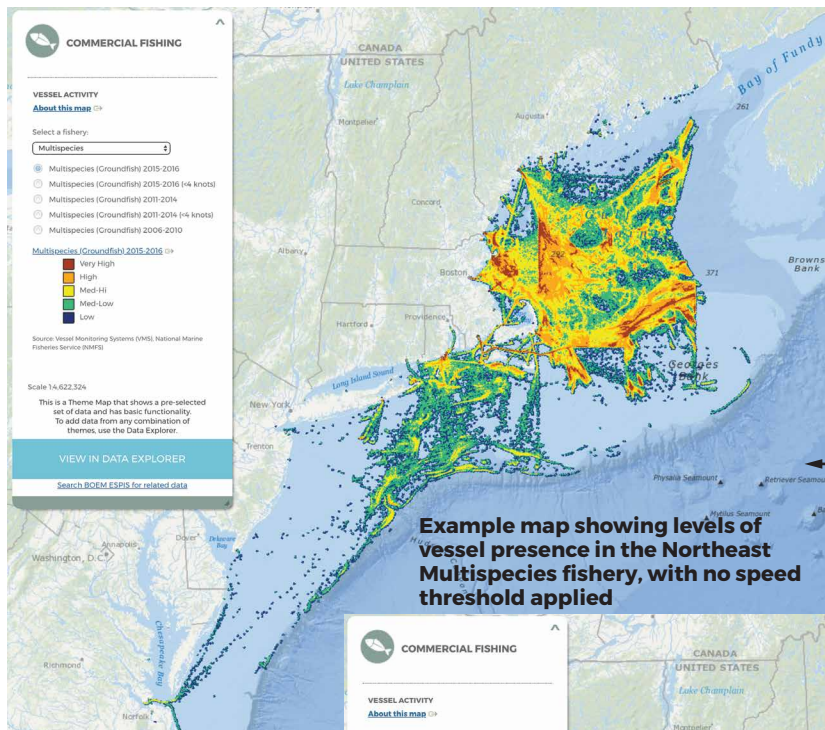 COMMERCIAL FISHING
VESSEL ACTIVITY
About this map
Select a fishery:
Multispecies
Multispecies (Groundfish) 2015-2016
Multispecies (Groundfish) 2015-2016 (<4 knots)
Multispecies (Groundfish) 2011-2014
Multispecies (Groundfish) 2011-2014 (<4 knots)
Multispecies (Groundfish) 2006-2010
Multispecies (Groundfish) 2015-2016
Very High
High
Med-Hi
Med-Low
Low
Source: Vessel Monitoring Systems (VMS), National Marine
Fisheries Service (NMFS)
Scale 1:4,622,324
This is a Theme Map that shows a pre-selected
set of data and has basic functionality.
To add data from any combination of
themes, use the Data Explorer.
VIEW IN DATA EXPLORER
Search BOEM ESPIS for related data
CANADA
UNITED STATES
Lake Champlain
Montpelier
Augusta
Bay of Fundy
261
Concord
Albany
Boston
292
371
Browns
Bank
Hartford
Providence
Georges
Bank
Long Island Sound
New York
Trenton
Physalia Seamount
Retriever Seamou
Mytilus Seamount
Ba
Dover
Delaware
Bay
Annapolis
Washington, D.C.
Chesapeake Bay
Richmond
Norfolk
Example map showing levels of
vessel presence in the Northeast
Multispecies fishery, with no speed
threshold applied
COMMERCIAL FISHING
VESSEL ACTIVITY
About this map
CANADA
UNITED STATES
Lake Champlain
Montpelier